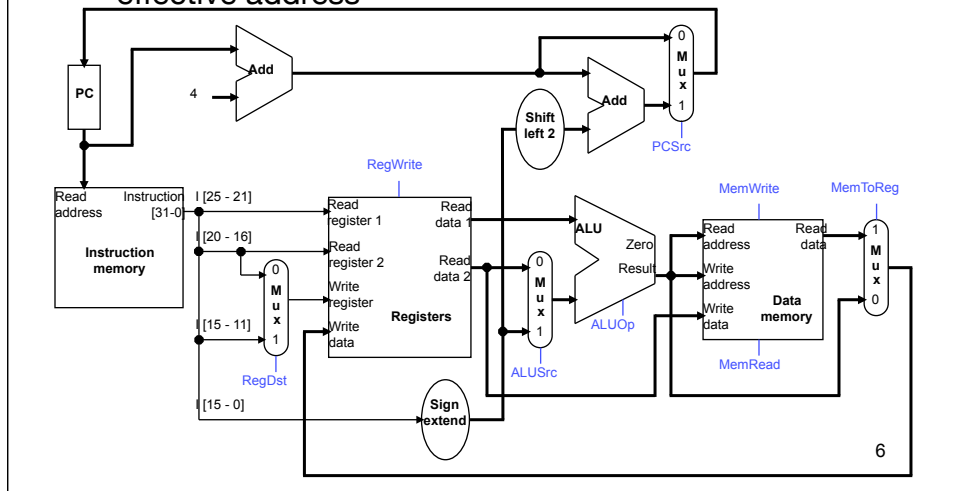 effective address
PC
4
Add
Shift
left 2
Add
0
M
u
x
1
PCSrc
Read
address
Instruction
[31-0]
Instruction
memory
I [25 - 21]
I [20 - 16]
I [15 - 11]
I [15 - 0]
0
M
u
x
1
RegDst
RegWrite
Read
register 1
Read
register 2
Write
register
Write
data
Read
data 1
Read
data 2
Registers
Sign
extend
0
M
u
x
1
ALUSrc
ALU
Zero
Result
ALUOp
MemWrite
Read
address
Write
address
Write
data
Read
data
Data
memory
MemRead
MemToReg
1
M
u
x
0
6